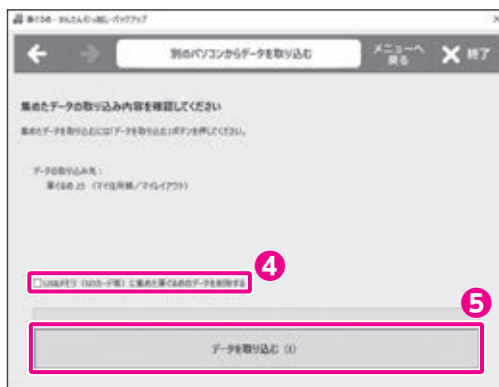 筆ぐるめ - かんたん引っ越し・バックアップ
別のパソコンからデータを取り込む
メニューへ
戻る
終了
集めたデータの取り込み内容を確認してください
集めたデータを取り込むには「データを取り込む」ボタンを押してください。
データの取り込み先：
筆ぐるめ 25 （マイ住所録／マイレイアウト）
4
USBメモリ（SDカード等）に集めた筆ぐるめのデータを削除する
5
データを取り込む (I)